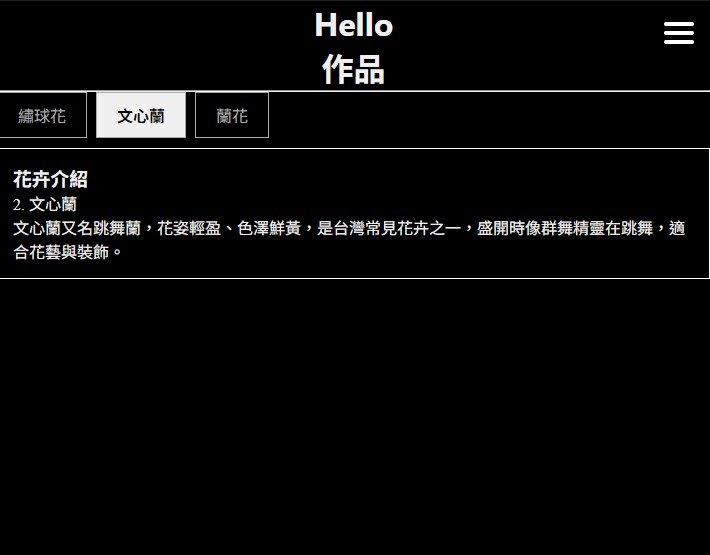 Hello
作品
繡球花 文心蘭 蘭花
花卉介紹
2. 文心蘭
文心蘭又名跳舞蘭，花姿輕盈、色澤鮮黃，是台灣常見花卉之一，盛開時像群舞精靈在跳舞，適
合花藝與裝飾。